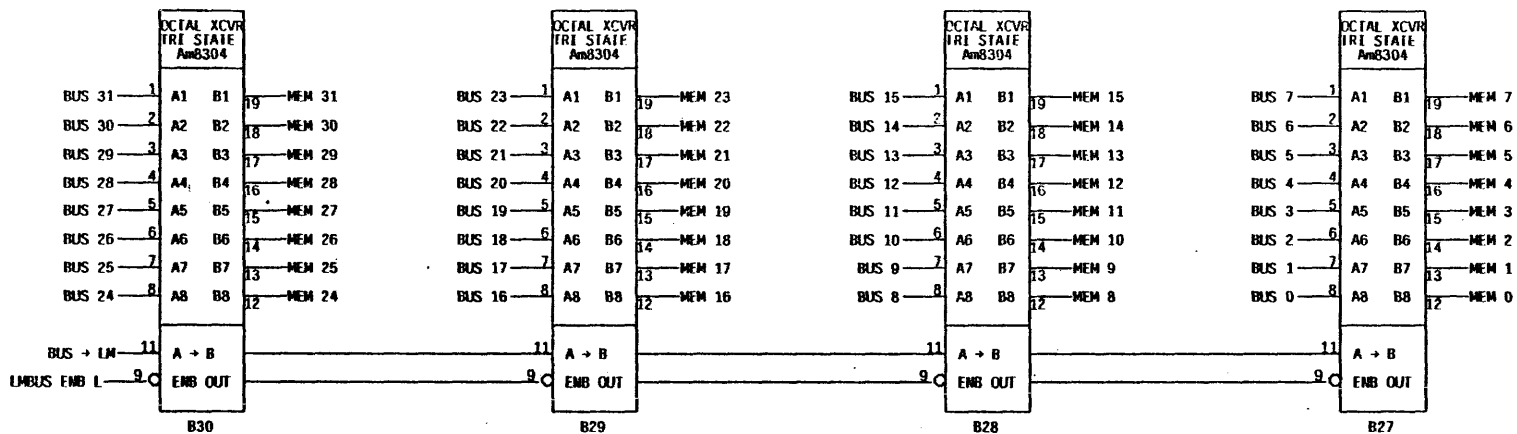 OCTAL XCVR OCTAL XCVR OCTAL XCVR OCTAL XCVR
TRI STATE TRI STATE TRI STATE TRI STATE
Am8304 Am8304 Am8304 Am8304
BUS 31 1 A1 B1 19 MEM 31 BUS 23 1 A1 B1 19 MEM 23 BUS 15 1 A1 B1 19 MEM 15 BUS 7 1 A1 B1 19 MEM 7
BUS 30 2 A2 B2 18 MEM 30 BUS 22 2 A2 B2 18 MEM 22 BUS 14 2 A2 B2 18 MEM 14 BUS 6 2 A2 B2 18 MEM 6
BUS 29 3 A3 B3 17 MEM 29 BUS 21 3 A3 B3 17 MEM 21 BUS 13 3 A3 B3 17 MEM 13 BUS 5 3 A3 B3 17 MEM 5
BUS 28 4 A4 B4 16 MEM 28 BUS 20 4 A4 B4 16 MEM 20 BUS 12 4 A4 B4 16 MEM 12 BUS 4 4 A4 B4 16 MEM 4
BUS 27 5 A5 B5 15 MEM 27 BUS 19 5 A5 B5 15 MEM 19 BUS 11 5 A5 B5 15 MEM 11 BUS 3 5 A5 B5 15 MEM 3
BUS 26 6 A6 B6 14 MEM 26 BUS 18 6 A6 B6 14 MEM 18 BUS 10 6 A6 B6 14 MEM 10 BUS 2 6 A6 B6 14 MEM 2
BUS 25 7 A7 B7 13 MEM 25 BUS 17 7 A7 B7 13 MEM 17 BUS 9 7 A7 B7 13 MEM 9 BUS 1 7 A7 B7 13 MEM 1
BUS 24 8 A8 B8 12 MEM 24 BUS 16 8 A8 B8 12 MEM 16 BUS 8 8 A8 B8 12 MEM 8 BUS 0 8 A8 B8 12 MEM 0
BUS → LM 11 A → B 11 A → B 11 A → B 11 A → B
LMBUS ENB L 9 ENB OUT 9 ENB OUT 9 ENB OUT 9 ENB OUT
B30 B29 B28 B27